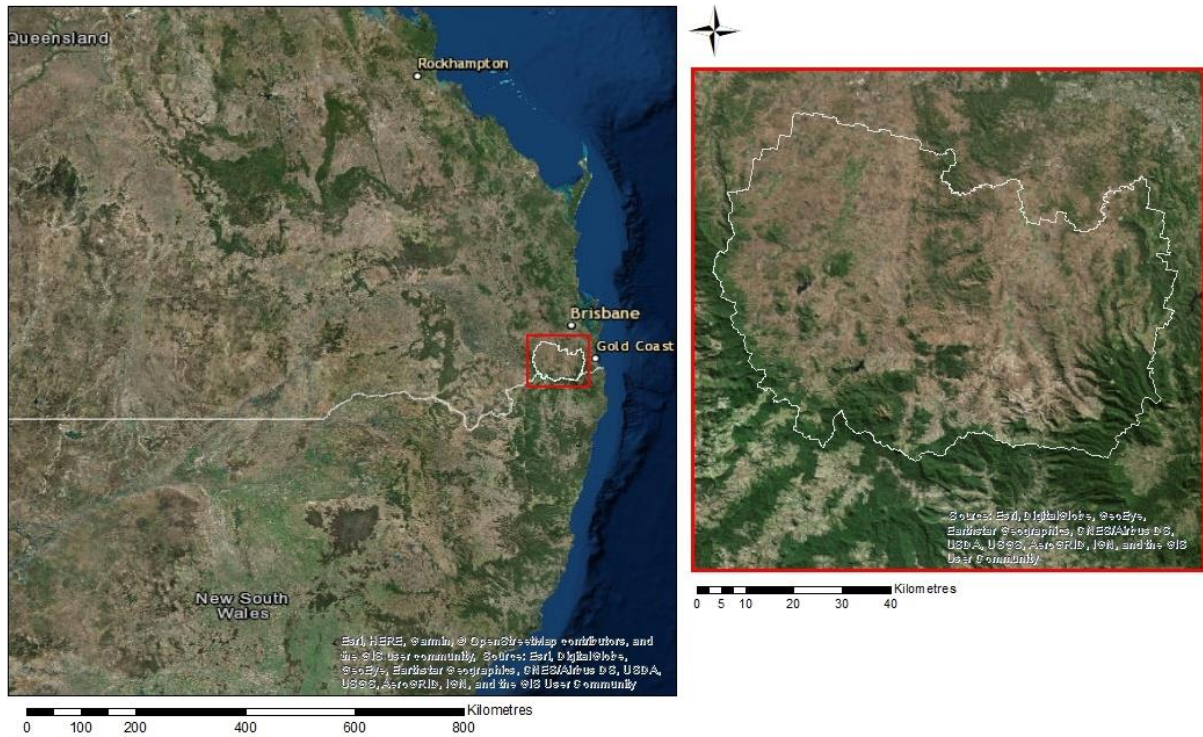 Queensland
Rockhampton
Brisbane
Gold Coast
New South
Wales
Esri, HERE, Garmin, © OpenStreetMap contributors, and
the GIS user community, Source: Esri, DigitalGlobe,
GeoEye, Earthstar Geographics, CNES/Airbus DS, USDA,
USGS, AeroGRID, IGN, and the GIS User Community
Kilometres
0 100 200 400 600 800
Source: Esri, DigitalGlobe, GeoEye,
Earthstar Geographics, CNES/Airbus DS,
USDA, USGS, AeroGRID, IGN, and the GIS
User Community
Kilometres
0 5 10 20 30 40